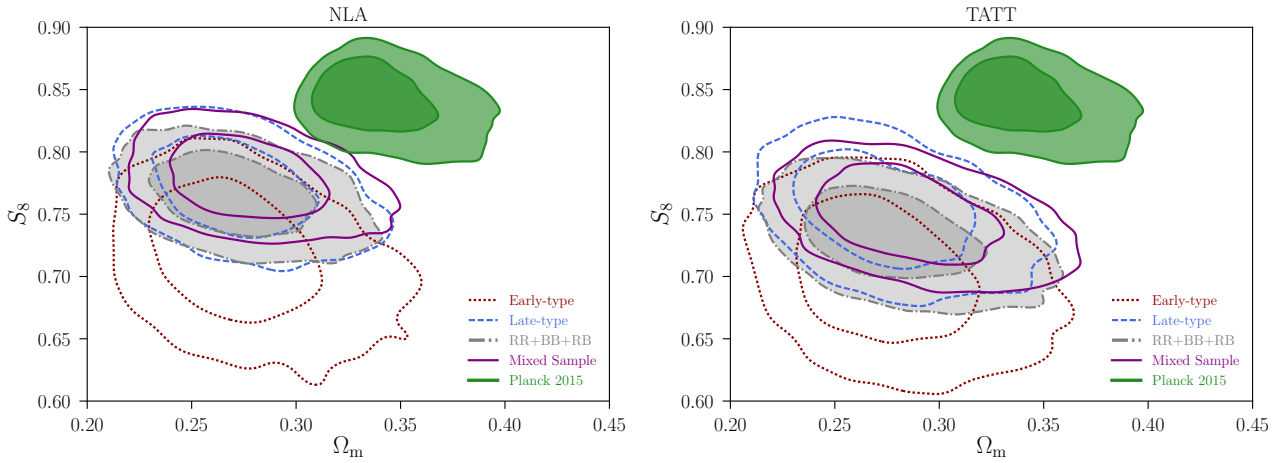 NLA
0.90
0.85
0.80
0.75
0.70
0.65
0.60
S8
0.20
0.25
0.30
0.35
0.40
0.45
Ωm
Early-type
Late-type
RR+BB+RB
Mixed Sample
Planck 2015
TATT
0.90
0.85
0.80
0.75
0.70
0.65
0.60
S8
0.20
0.25
0.30
0.35
0.40
0.45
Ωm
Early-type
Late-type
RR+BB+RB
Mixed Sample
Planck 2015